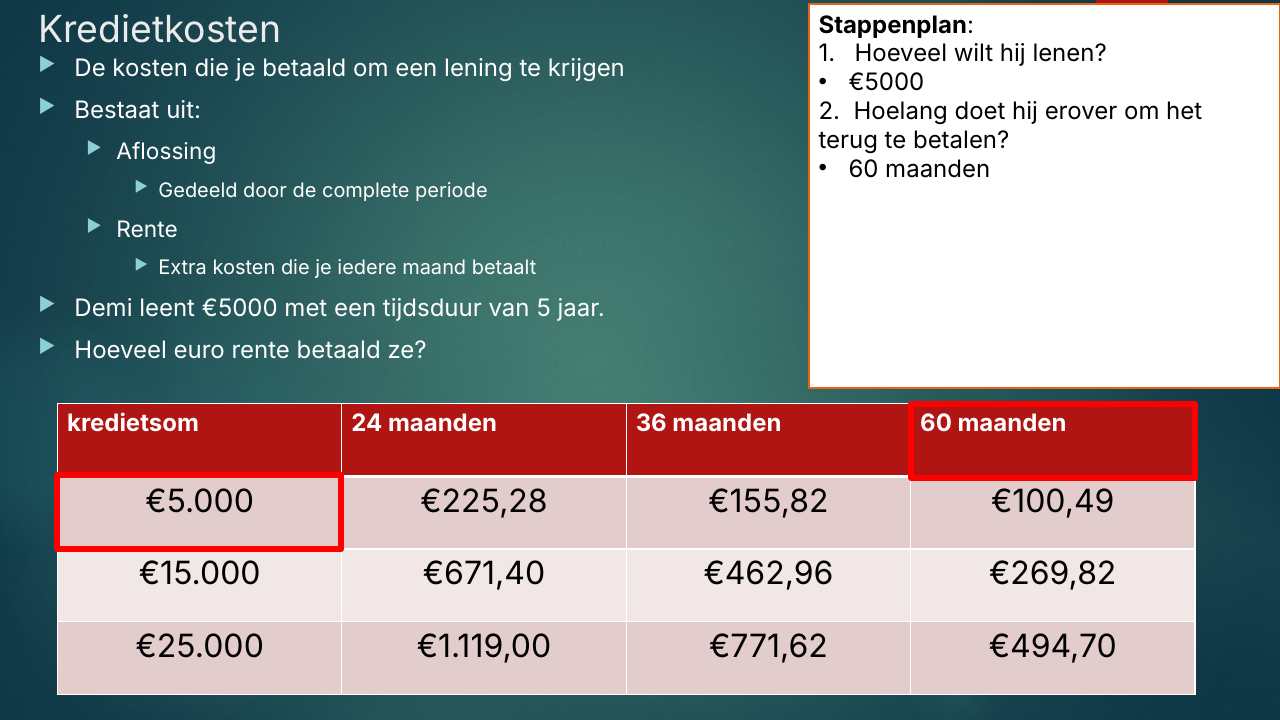 Kredietkosten
De kosten die je betaald om een lening te krijgen
Bestaat uit:
Aflossing
Gedeeld door de complete periode
Rente
Extra kosten die je iedere maand betaalt
Demi leent €5000 met een tijdsduur van 5 jaar.
Hoeveel euro rente betaald ze?
Stappenplan:
1. Hoeveel wilt hij lenen?
• €5000
2. Hoelang doet hij erover om het
terug te betalen?
• 60 maanden
kredietsom 24 maanden 36 maanden 60 maanden
€5.000 €225,28 €155,82 €100,49
€15.000 €671,40 €462,96 €269,82
€25.000 €1.119,00 €771,62 €494,70